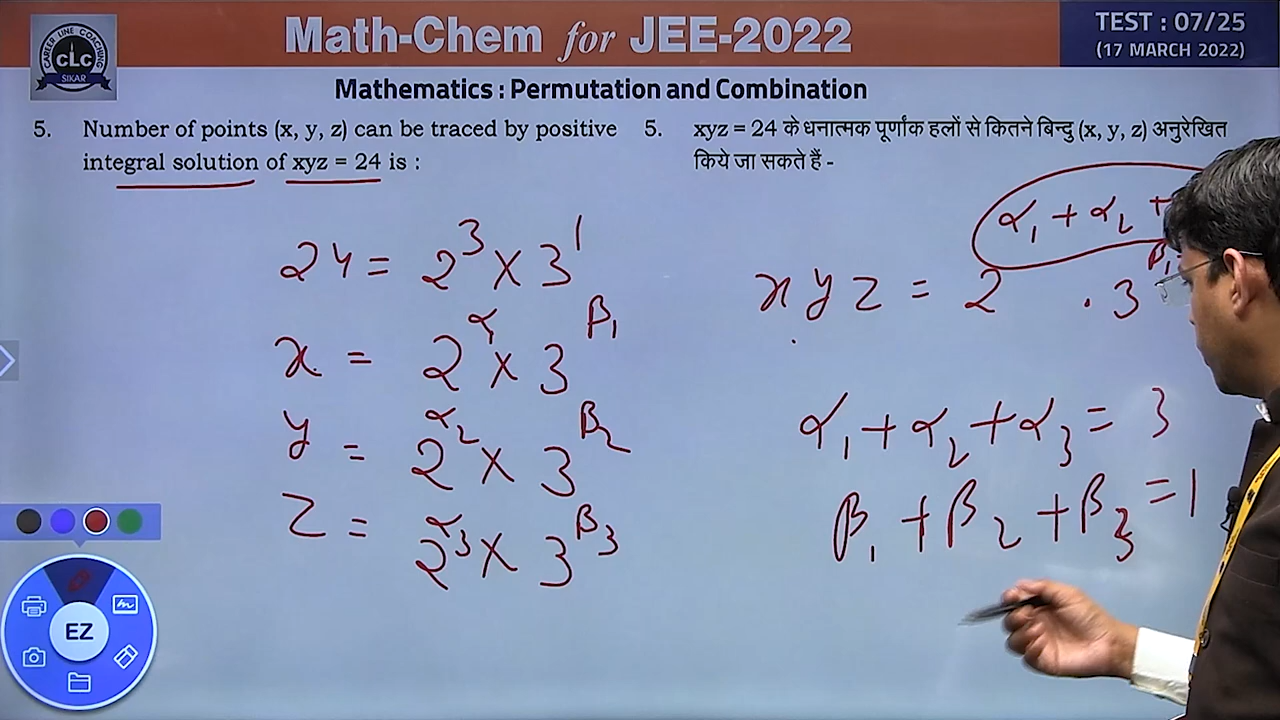 CAREER LINE COACHING
CLC
SIKAR
Math-Chem for JEE-2022
TEST : 07/25
(17 MARCH 2022)
Mathematics : Permutation and Combination
5. Number of points (x, y, z) can be traced by positive
integral solution of xyz = 24 is :
5. xyz = 24 के धनात्मक पूर्णांक हलों से कितने बिन्दु (x, y, z) अनुरेखित
किये जा सकते हैं -
24 = 2³ × 3¹
x = 2^α₁ × 3^β₁
y = 2^α₂ × 3^β₂
z = 2^α₃ × 3^β₃
α₁ + α₂ +
β₁
x y z = 2 · 3
α₁ + α₂ + α₃ = 3
β₁ + β₂ + β₃ = 1
EZ